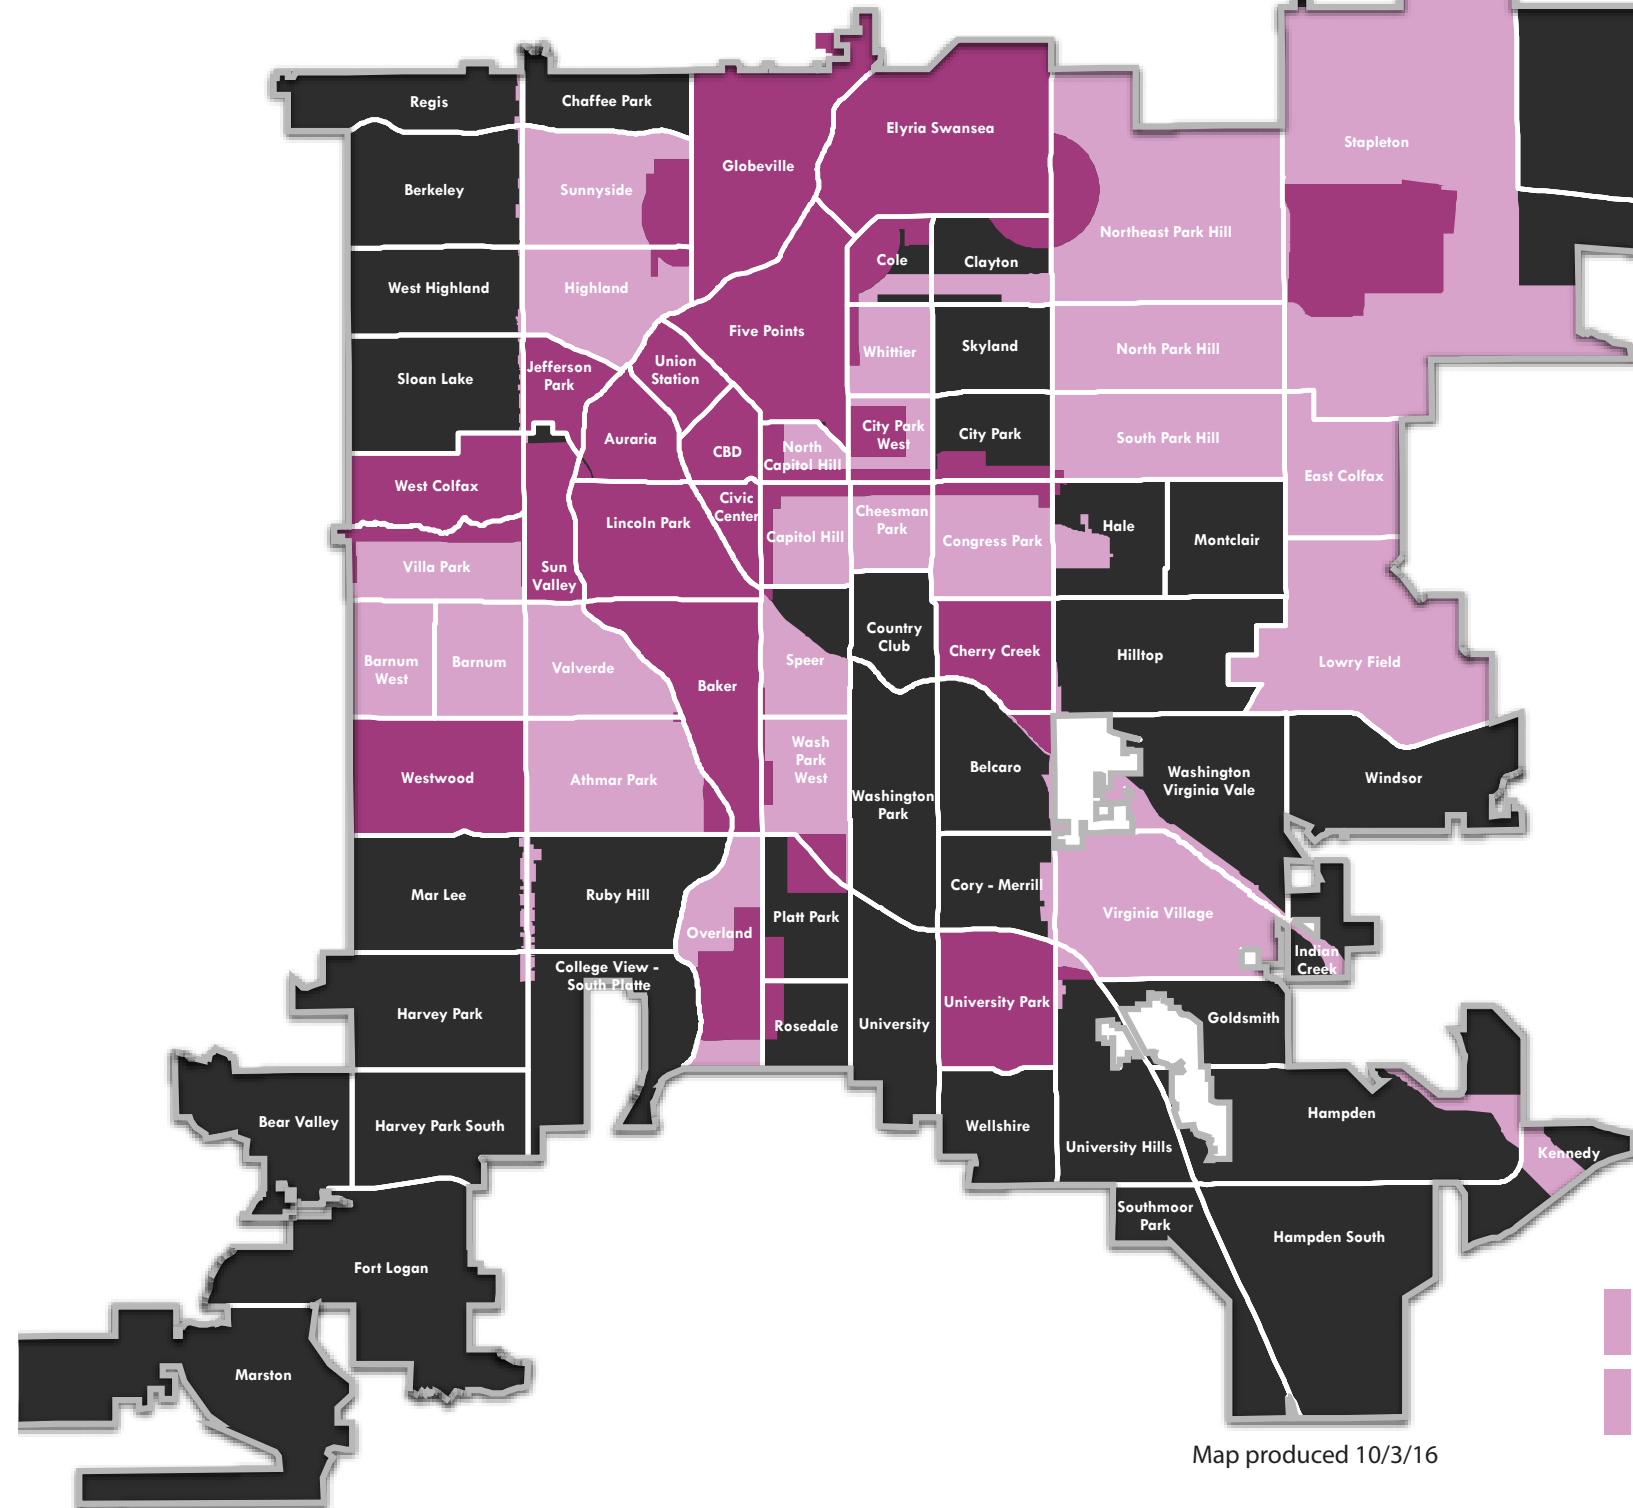 Regis
Chaffee Park
Elyria Swansea
Stapleton
Globeville
Berkeley
Sunnyside
Northeast Park Hill
Cole
Clayton
West Highland
Highland
Five Points
Skyland
North Park Hill
Whittier
Union
Station
Jefferson
Park
Sloan Lake
City Park
West
City Park
South Park Hill
Auraria
CBD
North
Capitol Hill
East Colfax
West Colfax
Civic
Center
Lincoln Park
Cheesman
Park
Hale
Capitol Hill
Congress Park
Montclair
Villa Park
Sun
Valley
Country
Club
Cherry Creek
Hilltop
Lowry Field
Barnum
West
Barnum
Valverde
Speer
Baker
Wash
Park
West
Westwood
Athmar Park
Belcaro
Washington
Virginia Vale
Windsor
Washington
Park
Mar Lee
Ruby Hill
Cory - Merrill
Platt Park
Virginia Village
Overland
Indian
Creek
College View -
South Platte
University Park
Harvey Park
Rosedale
University
Goldsmith
Hampden
Bear Valley
Harvey Park South
Wellshire
University Hills
Kennedy
Southmoor
Park
Hampden South
Fort Logan
Marston
Map produced 10/3/16